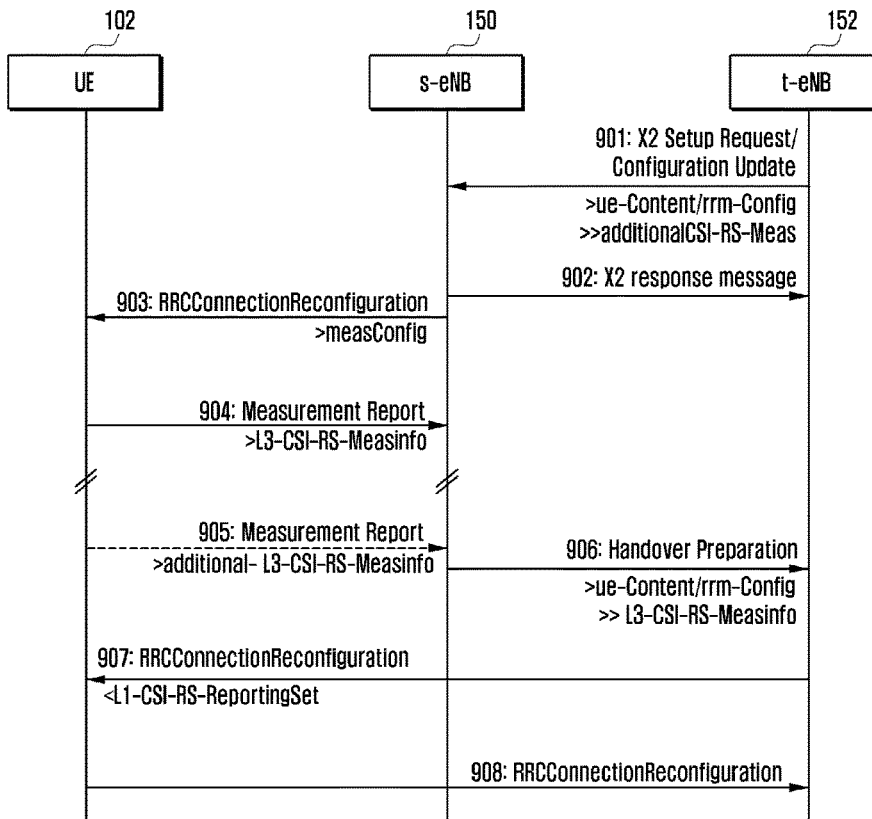 102
150
152
UE
s-eNB
t-eNB
901: X2 Setup Request/
Configuration Update
>ue-Content/rrm-Config
>>additionalCSI-RS-Meas
902: X2 response message
903: RRCConnectionReconfiguration
>measConfig
904: Measurement Report
>L3-CSI-RS-Measinfo
905: Measurement Report
>additional- L3-CSI-RS-Measinfo
906: Handover Preparation
>ue-Content/rrm-Config
>> L3-CSI-RS-Measinfo
907: RRCConnectionReconfiguration
<L1-CSI-RS-ReportingSet
908: RRCConnectionReconfiguration